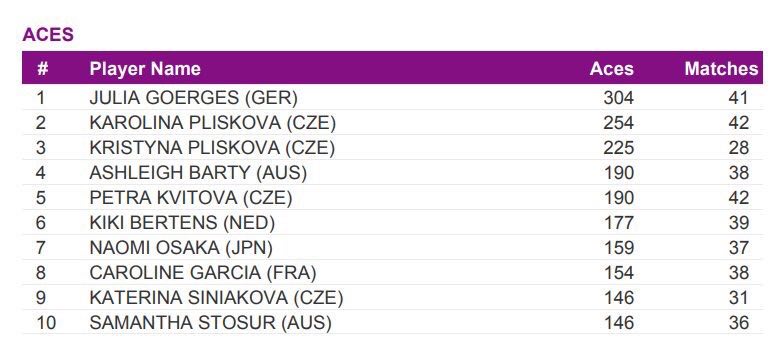 ACES
# Player Name Aces Matches
1 JULIA GOERGES (GER) 304 41
2 KAROLINA PLISKOVA (CZE) 254 42
3 KRISTYNA PLISKOVA (CZE) 225 28
4 ASHLEIGH BARTY (AUS) 190 38
5 PETRA KVITOVA (CZE) 190 42
6 KIKI BERTENS (NED) 177 39
7 NAOMI OSAKA (JPN) 159 37
8 CAROLINE GARCIA (FRA) 154 38
9 KATERINA SINIAKOVA (CZE) 146 31
10 SAMANTHA STOSUR (AUS) 146 36